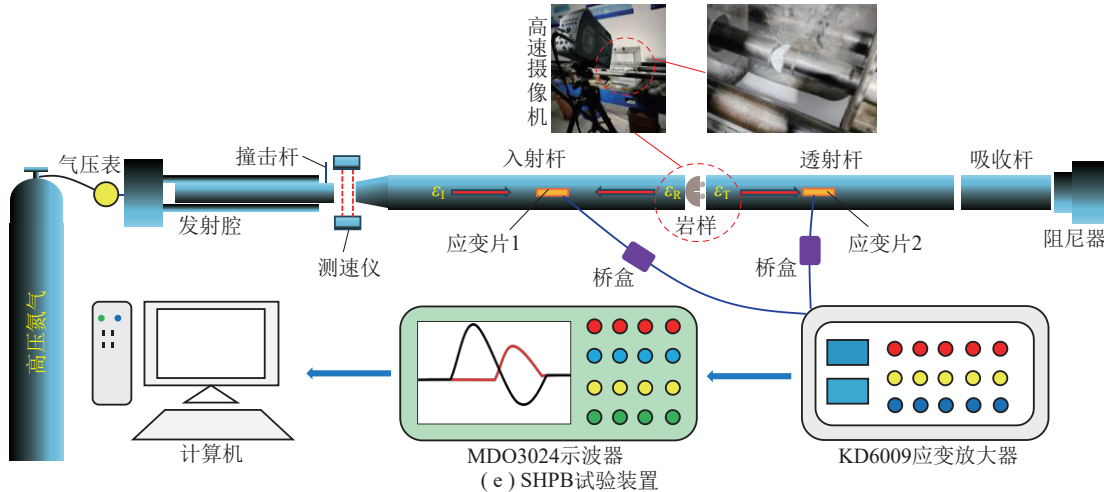 高速摄像机
气压表
撞击杆
入射杆
透射杆
吸收杆
ε_I
ε_R
ε_T
发射腔
应变片1
岩样
应变片2
阻尼器
测速仪
桥盒
桥盒
高压氮气
计算机
MDO3024示波器
KD6009应变放大器
( e ) SHPB试验装置